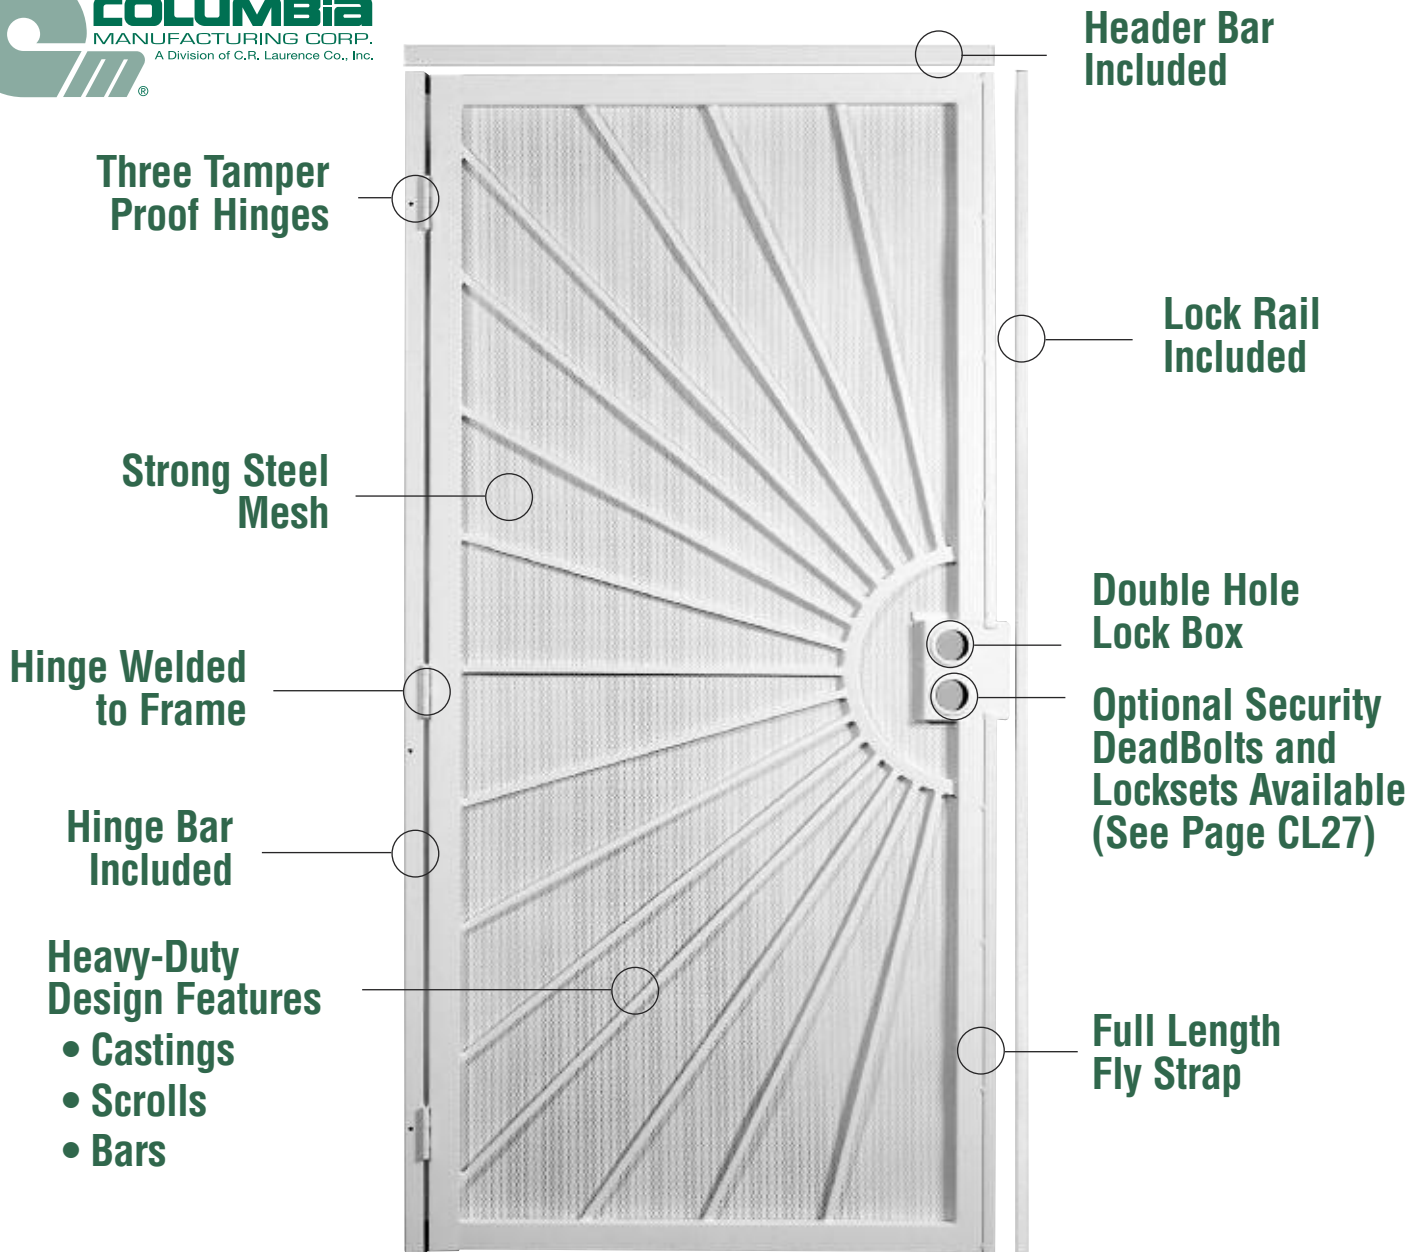 COLUMBia
MANUFACTURING CORP.
A Division of C.R. Laurence Co., Inc.
®
Header Bar
Included
Three Tamper
Proof Hinges
Lock Rail
Included
Strong Steel
Mesh
Double Hole
Lock Box
Hinge Welded
to Frame
Optional Security
DeadBolts and
Locksets Available
(See Page CL27)
Hinge Bar
Included
Heavy-Duty
Design Features
• Castings
• Scrolls
• Bars
Full Length
Fly Strap